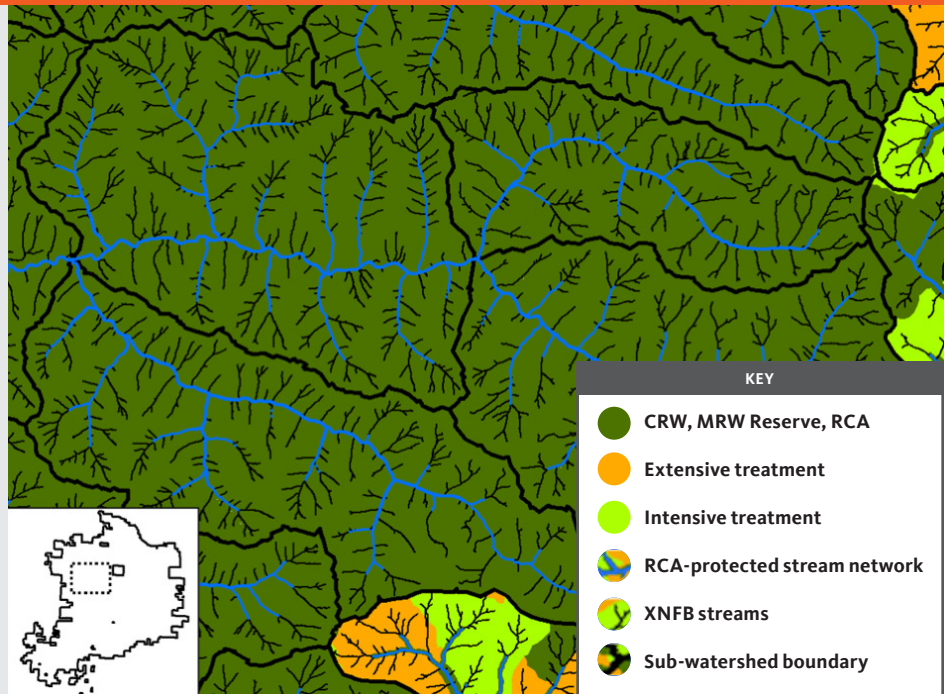 KEY
CRW, MRW Reserve, RCA
Extensive treatment
Intensive treatment
RCA-protected stream network
XNFB streams
Sub-watershed boundary